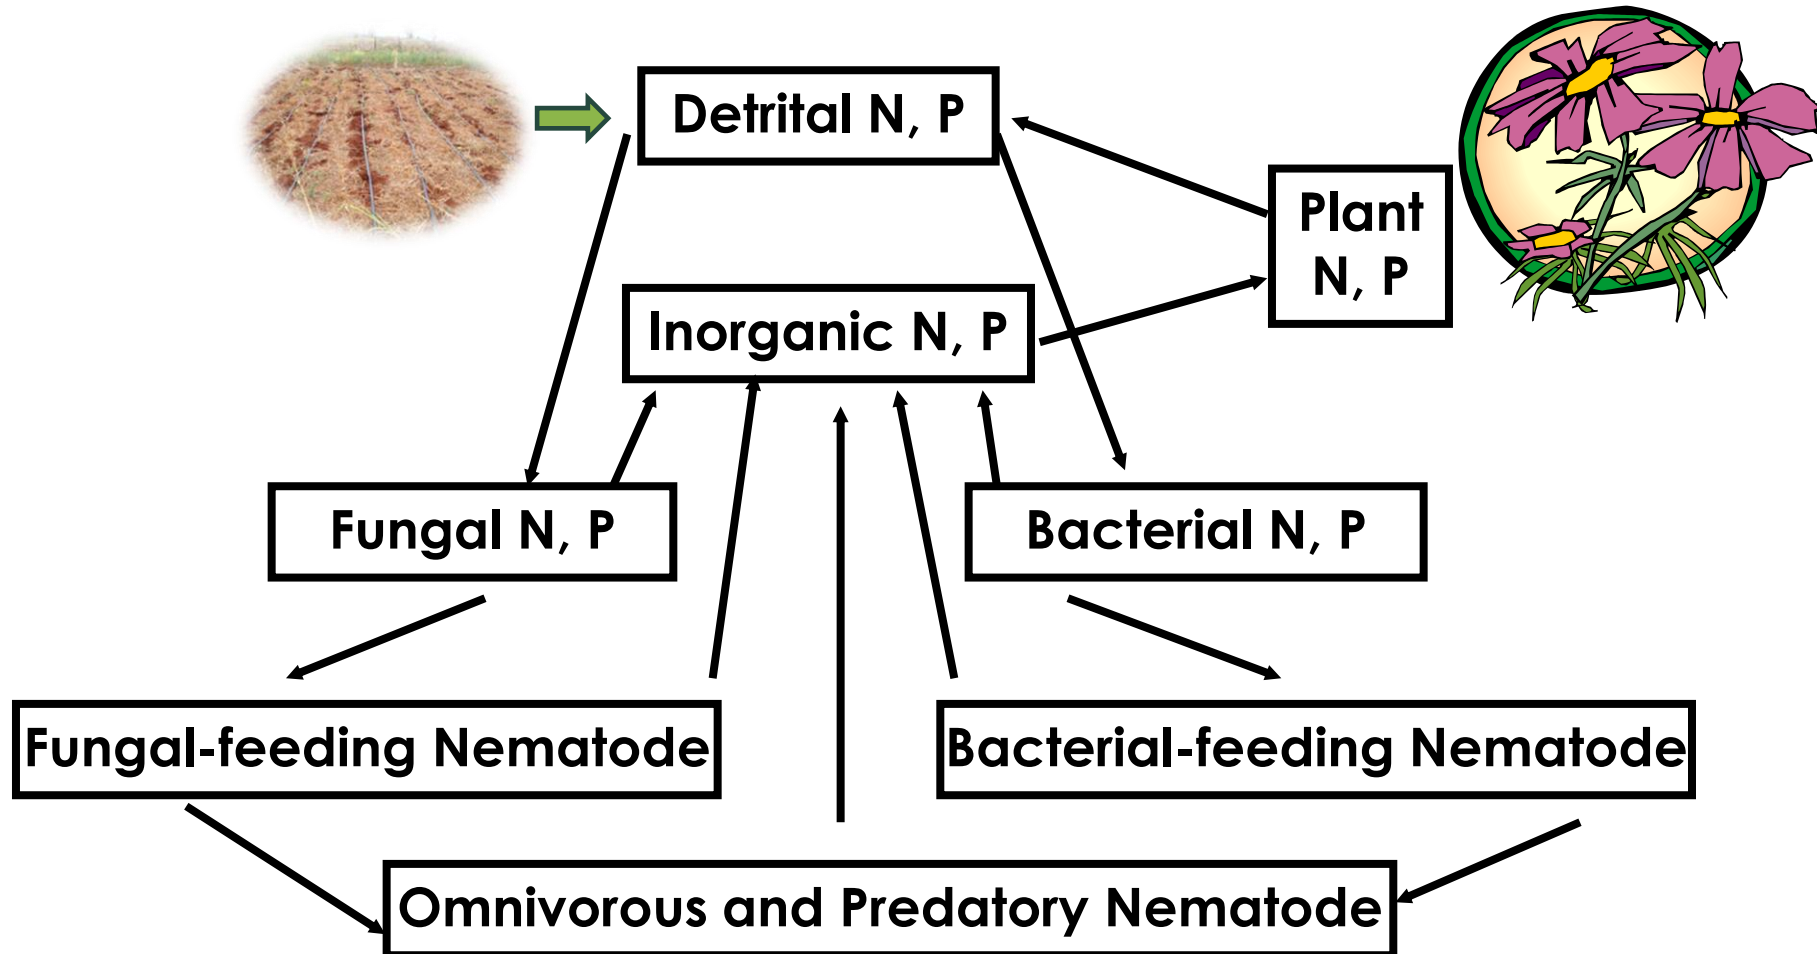 Detrital N, P
Plant
N, P
Inorganic N, P
Fungal N, P
Bacterial N, P
Fungal-feeding Nematode
Bacterial-feeding Nematode
Omnivorous and Predatory Nematode